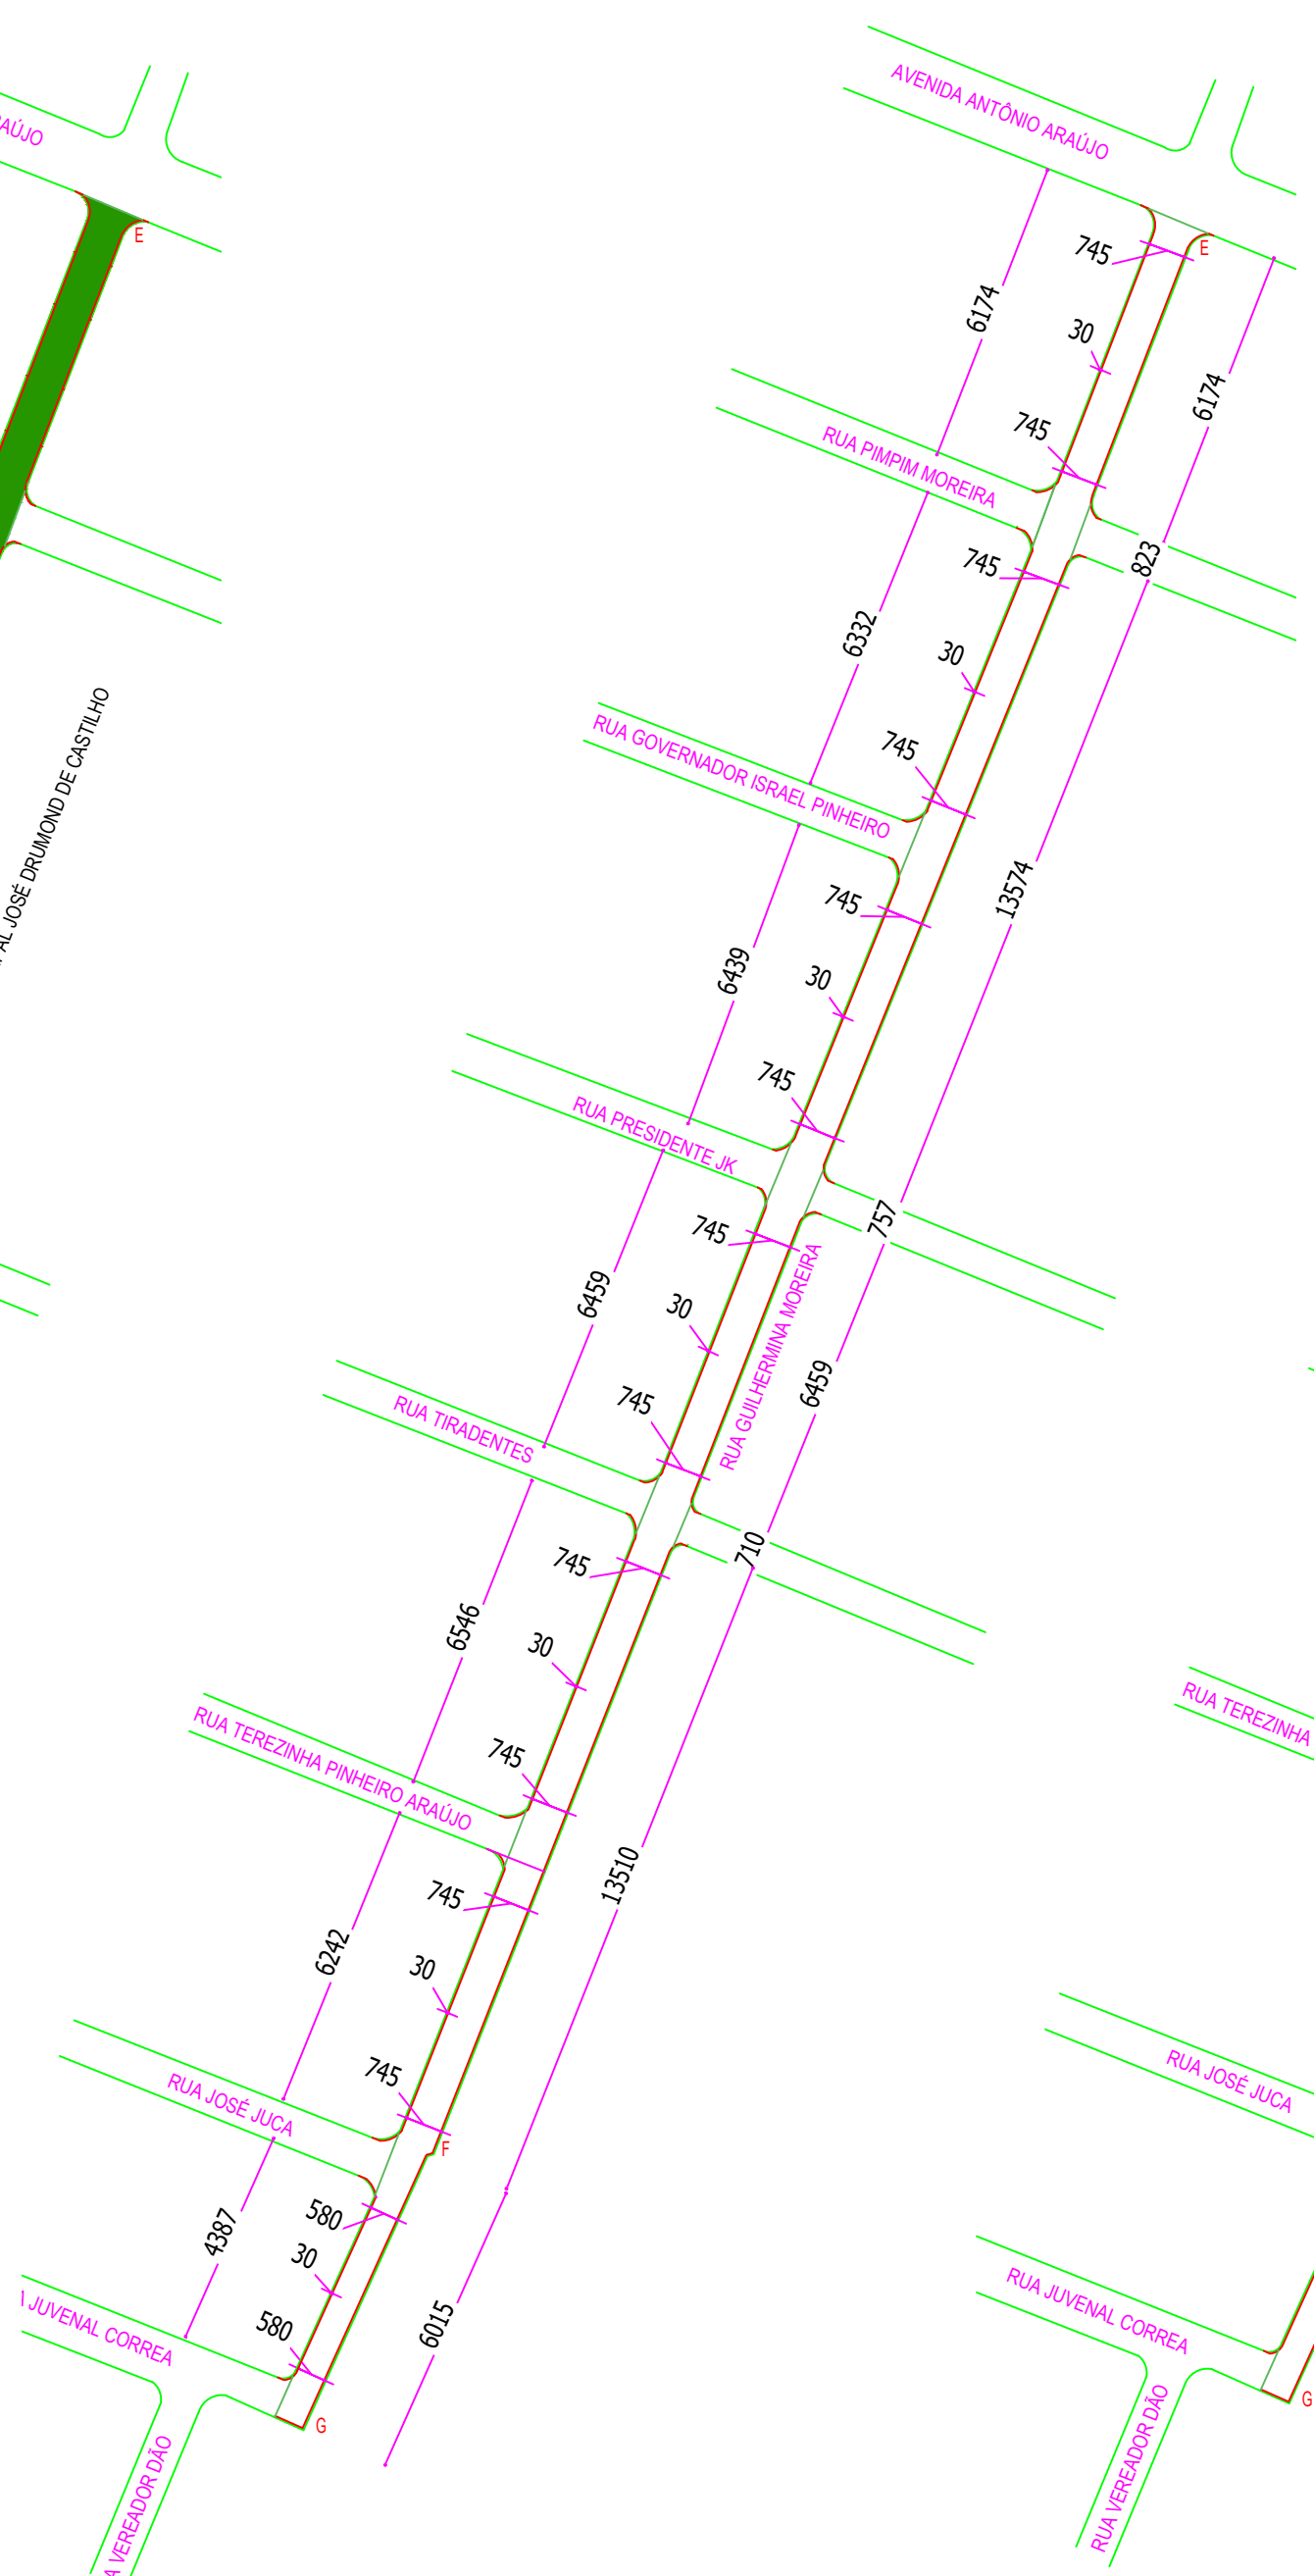 AVENIDA ANTÔNIO ARAÚJO
E
745
E
6174
30
6174
745
RUA PIMPIM MOREIRA
823
745
6332
30
RUA GOVERNADOR ISRAEL PINHEIRO
745
JOSÉ DRUMOND DE CASTILHO
13574
745
6439
30
745
RUA PRESIDENTE JK
757
745
RUA GUILHERMINA MOREIRA
6459
30
6459
745
RUA TIRADENTES
710
745
6546
30
RUA TEREZINHA
RUA TEREZINHA PINHEIRO ARAÚJO
745
13510
745
6242
30
745
RUA JOSÉ JUCA
RUA JOSÉ JUCA
F
580
4387
30
580
6015
JUVENAL CORREA
RUA JUVENAL CORREA
G
G
VEREADOR DÃO
RUA VEREADOR DÃO